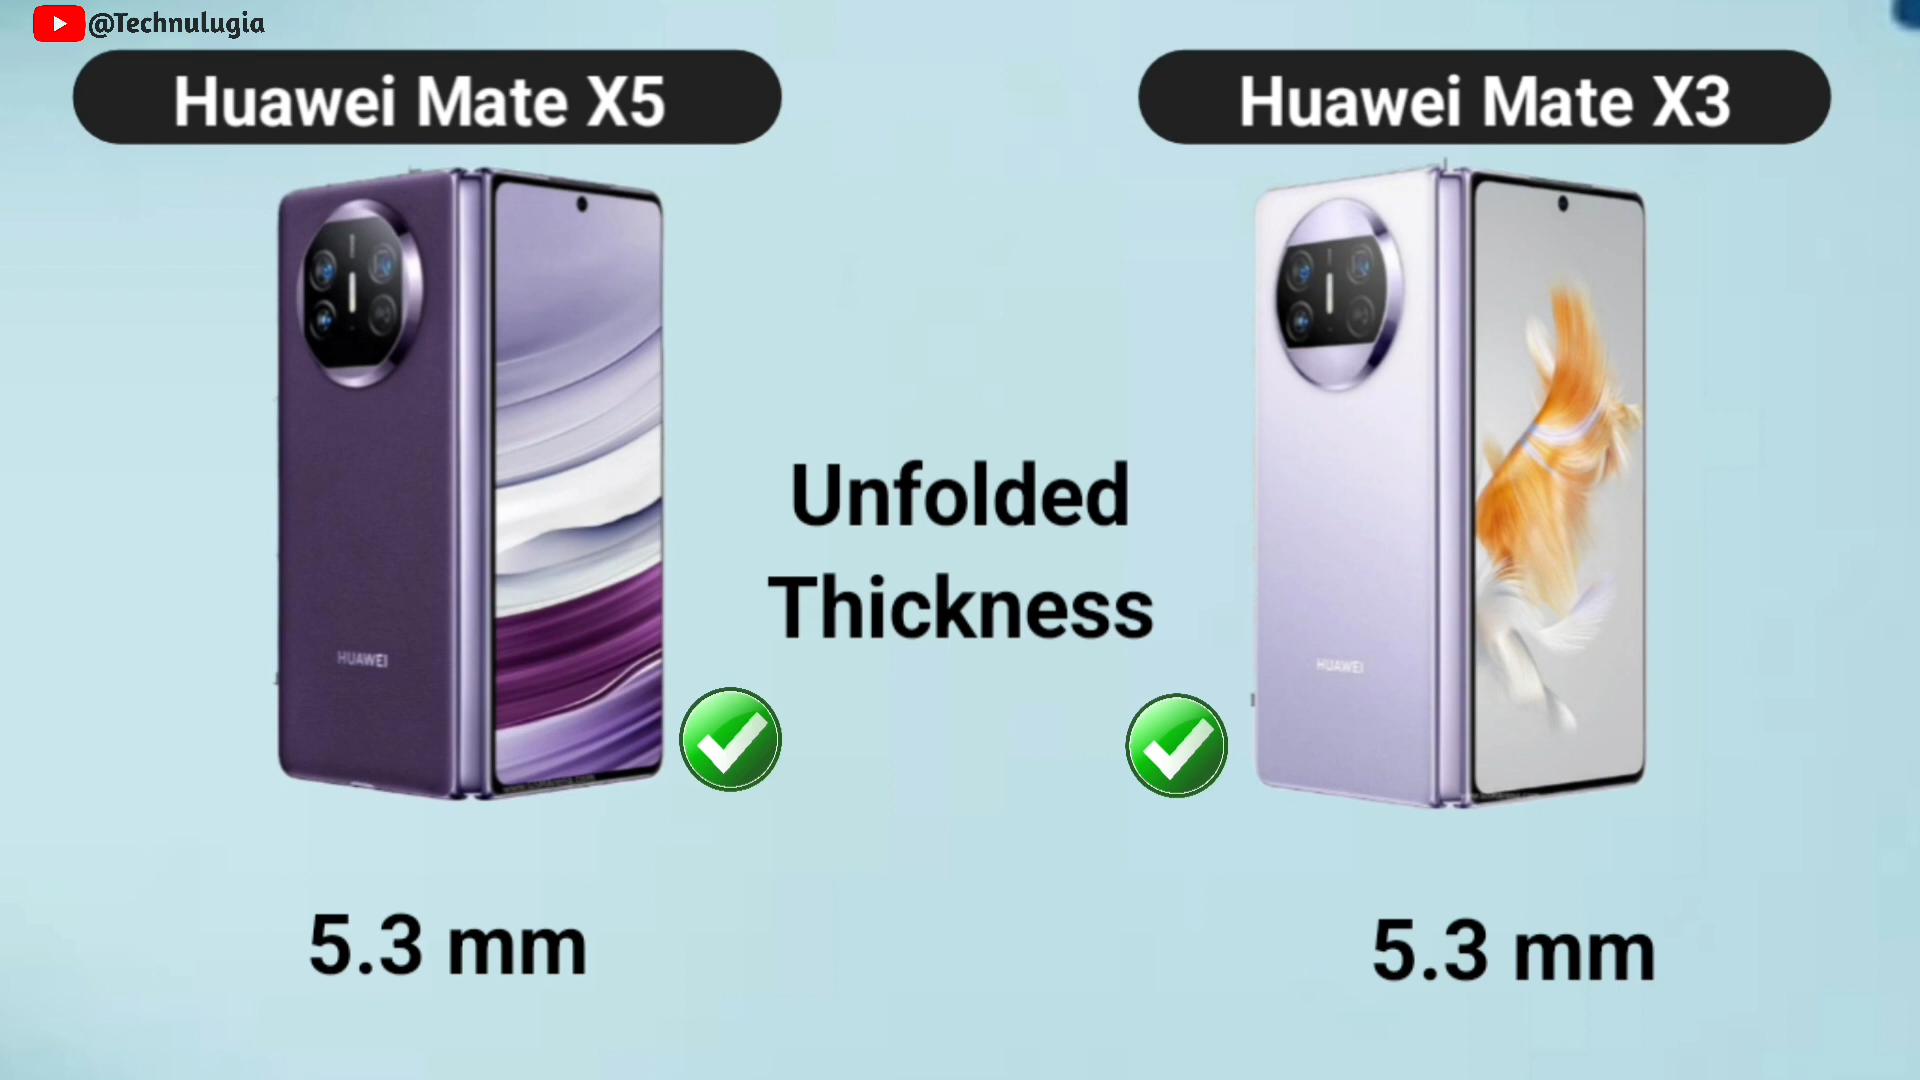 @Technulugia
Huawei Mate X5
Huawei Mate X3
HUAWEI
HUAWEI
Unfolded
Thickness
5.3 mm
5.3 mm